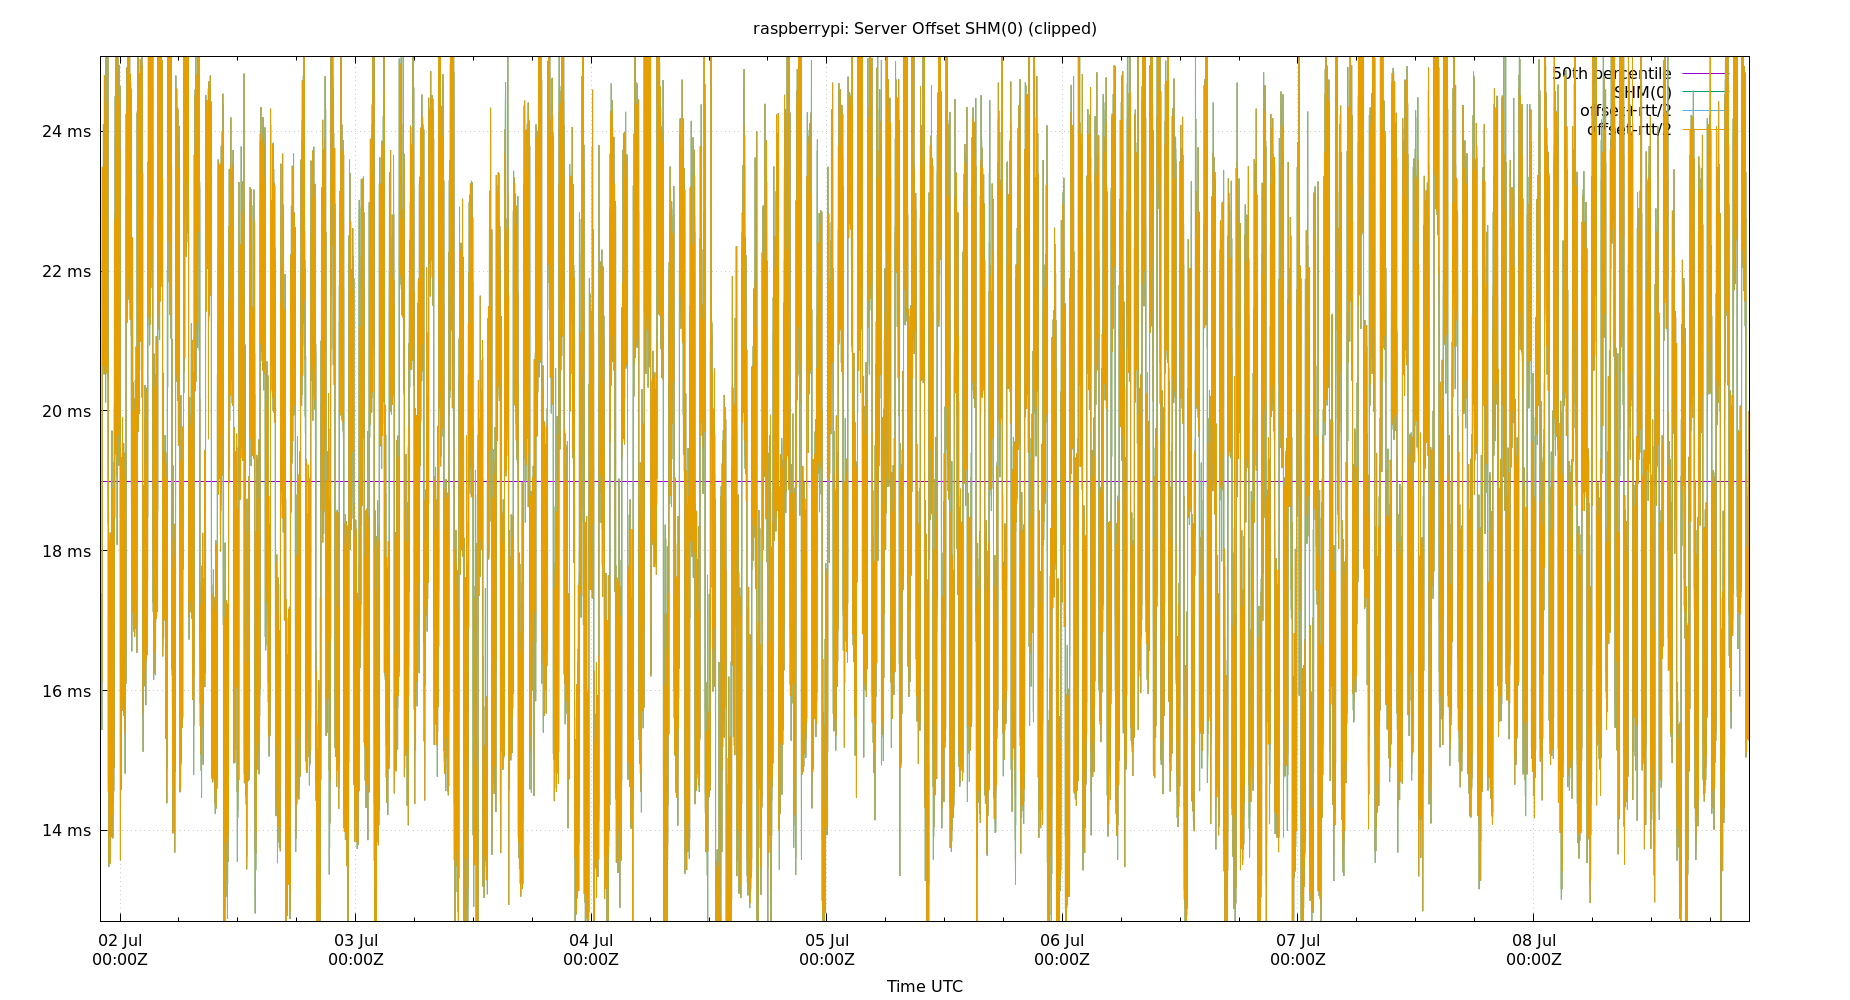 raspberrypi: Server Offset SHM(0) (clipped)
50th percentile
SHM(0)
offset+rtt/2
offset-rtt/2
24 ms
22 ms
20 ms
18 ms
16 ms
14 ms
02 Jul 03 Jul 04 Jul 05 Jul 06 Jul 07 Jul 08 Jul
00:00Z 00:00Z 00:00Z 00:00Z 00:00Z 00:00Z 00:00Z
Time UTC